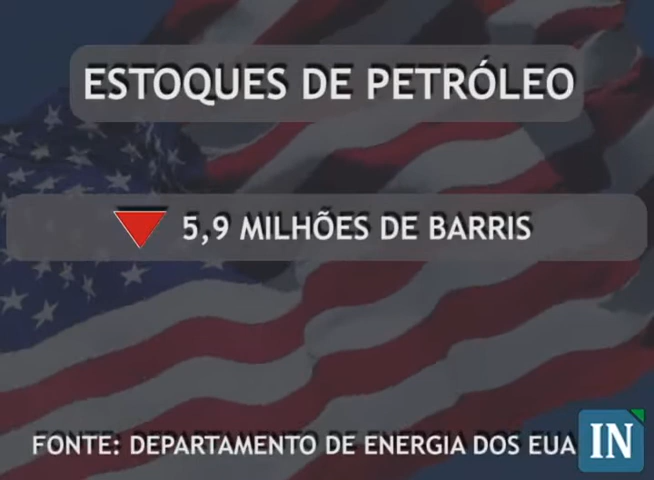 ESTOQUES DE PETRÓLEO
5,9 MILHÕES DE BARRIS
FONTE: DEPARTAMENTO DE ENERGIA DOS EUA
IN